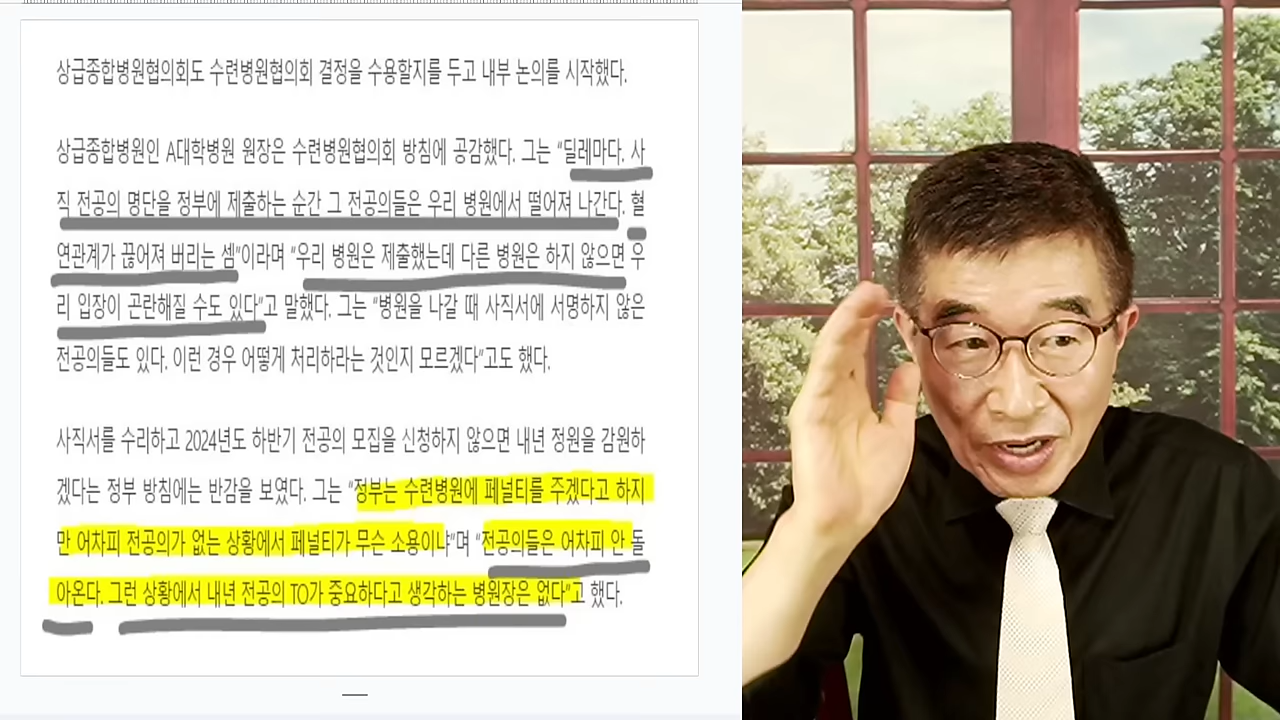 상급종합병원협의회도 수련병원협의회 결정을 수용할지를 두고 내부 논의를 시작했다.
상급종합병원인 A대학병원 원장은 수련병원협의회 방침에 공감했다. 그는 “딜레마다. 사
직 전공의 명단을 정부에 제출하는 순간 그 전공의들은 우리 병원에서 떨어져 나간다. 혈
연관계가 끊어져 버리는 셈”이라며 “우리 병원은 제출했는데 다른 병원은 하지 않으면 우
리 입장이 곤란해질 수도 있다”고 말했다. 그는 “병원을 나갈 때 사직서에 서명하지 않은
전공의들도 있다. 이런 경우 어떻게 처리하라는 것인지 모르겠다”고도 했다.
사직서를 수리하고 2024년도 하반기 전공의 모집을 신청하지 않으면 내년 정원을 감원하
겠다는 정부 방침에는 반감을 보였다. 그는 “정부는 수련병원에 페널티를 주겠다고 하지
만 어차피 전공의가 없는 상황에서 페널티가 무슨 소용이냐”며 “전공의들은 어차피 안 돌
아온다. 그런 상황에서 내년 전공의 TO가 중요하다고 생각하는 병원장은 없다”고 했다.